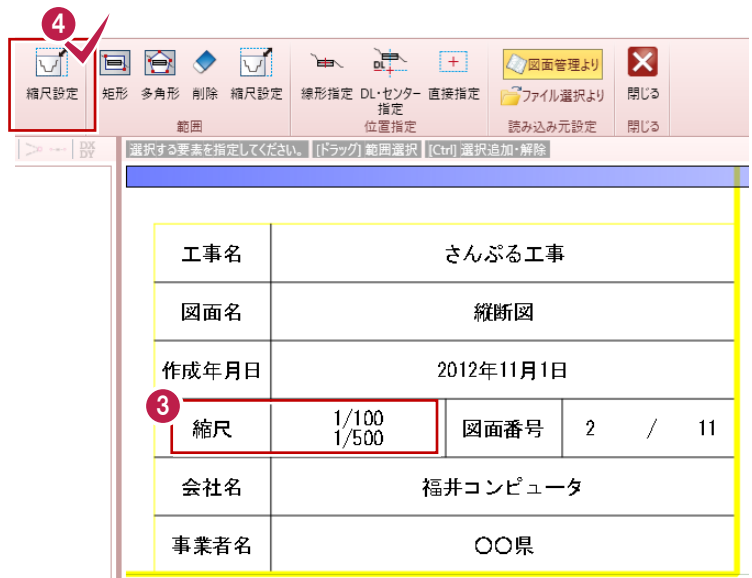 4
縮尺設定 矩形 多角形 削除 縮尺設定 線形指定 DL・センター指定 直接指定 図面管理より ファイル選択より 閉じる
範囲 位置指定 読み込み元設定 閉じる
DX
DY
選択する要素を指定してください。 [ドラッグ] 範囲選択 [Ctrl] 選択追加・解除
工事名 さんぷる工事
図面名 縦断図
作成年月日 2012年11月1日
3
縮尺 1/100
1/500
図面番号 2 / 11
会社名 福井コンピュータ
事業者名 〇〇県